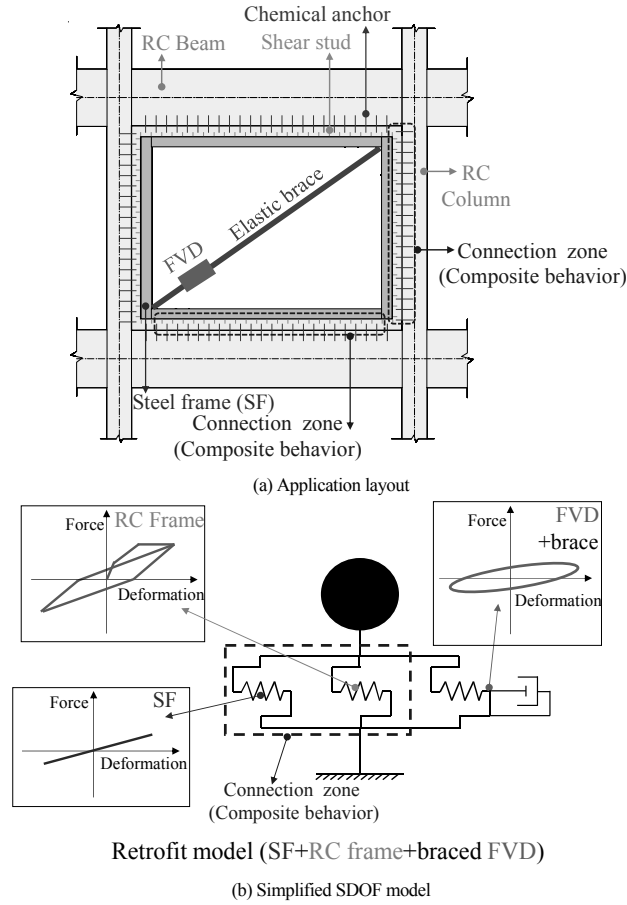 Chemical anchor
RC Beam
Shear stud
RC
Column
Elastic brace
FVD
Connection zone
(Composite behavior)
Steel frame (SF)
Connection zone
(Composite behavior)
(a) Application layout
Force
RC Frame
Deformation
Force
FVD
+brace
Deformation
Force
SF
Deformation
Connection zone
(Composite behavior)
Retrofit model (SF+RC frame+braced FVD)
(b) Simplified SDOF model